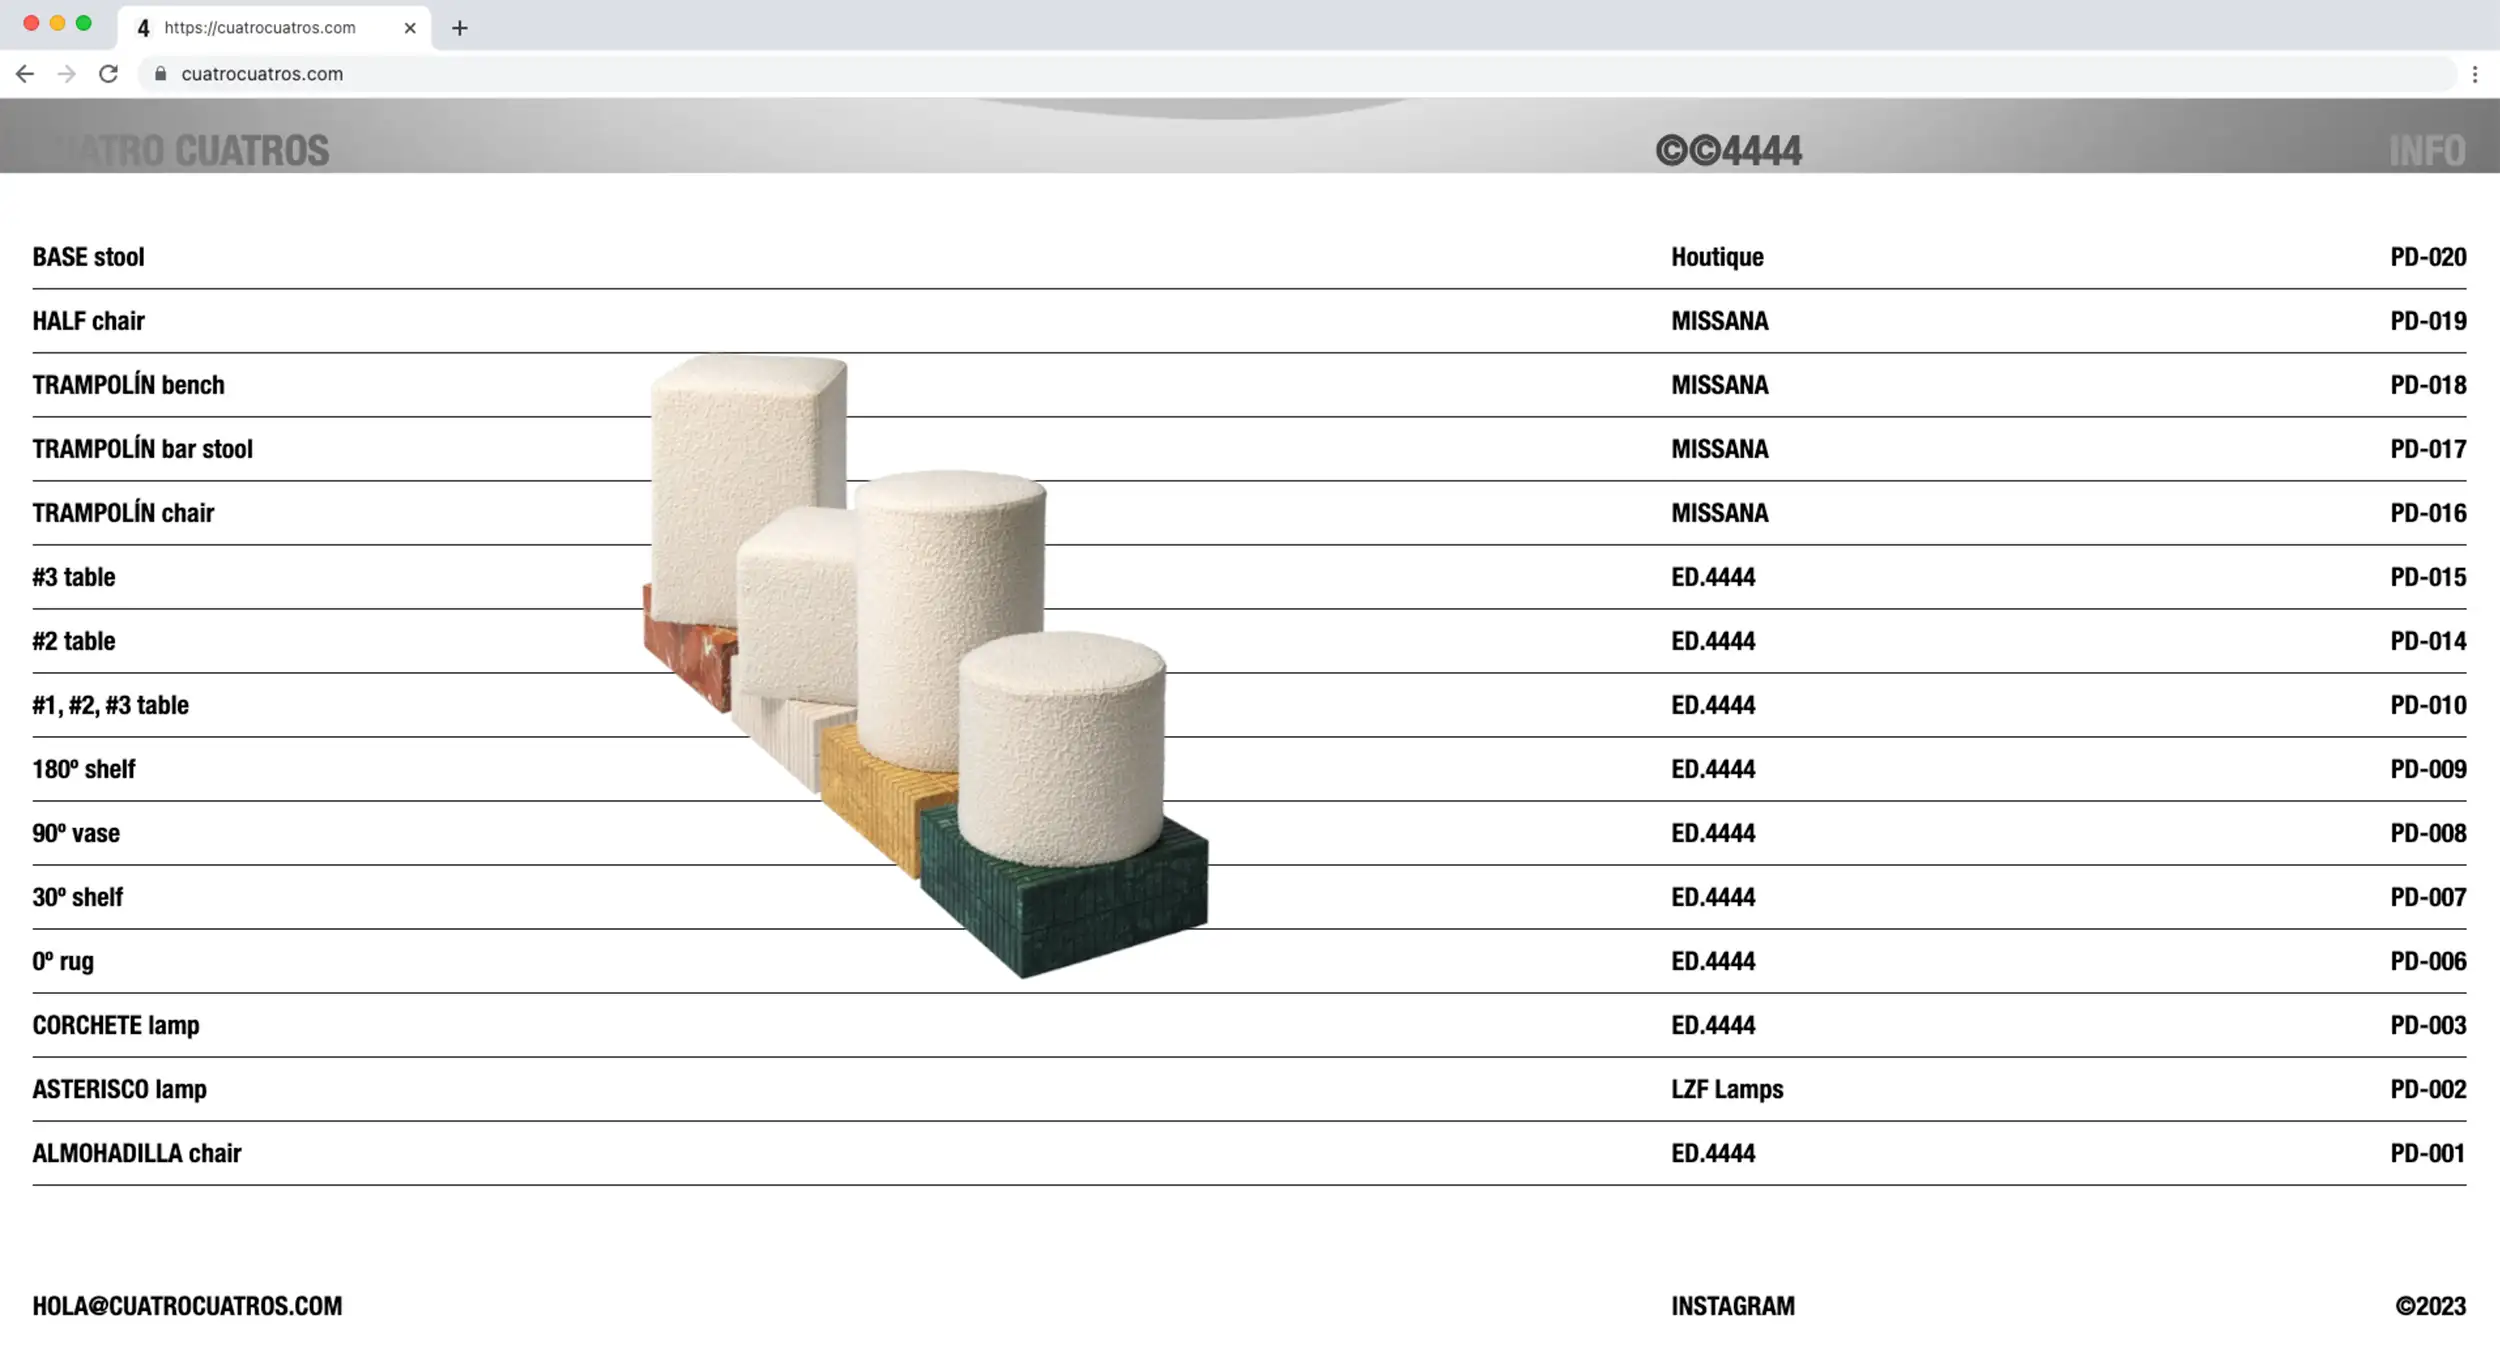 4 https://cuatrocuatros.com
cuatrocuatros.com
CUATRO CUATROS ©©4444 INFO
BASE stool Houtique PD-020
HALF chair MISSANA PD-019
TRAMPOLÍN bench MISSANA PD-018
TRAMPOLÍN bar stool MISSANA PD-017
TRAMPOLÍN chair MISSANA PD-016
#3 table ED.4444 PD-015
#2 table ED.4444 PD-014
#1, #2, #3 table ED.4444 PD-010
180º shelf ED.4444 PD-009
90º vase ED.4444 PD-008
30º shelf ED.4444 PD-007
0º rug ED.4444 PD-006
CORCHETE lamp ED.4444 PD-003
ASTERISCO lamp LZF Lamps PD-002
ALMOHADILLA chair ED.4444 PD-001
HOLA@CUATROCUATROS.COM INSTAGRAM ©2023